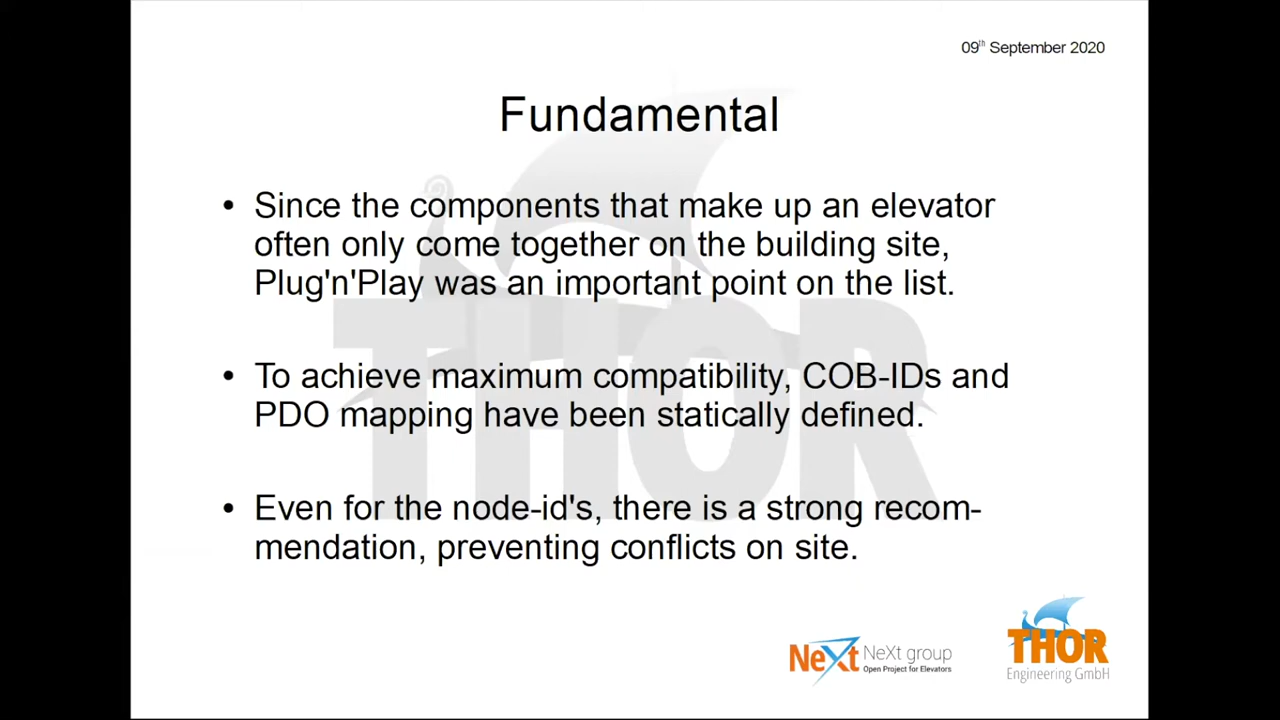 09th September 2020
Fundamental
• Since the components that make up an elevator
often only come together on the building site,
Plug'n'Play was an important point on the list.
• To achieve maximum compatibility, COB-IDs and
PDO mapping have been statically defined.
• Even for the node-id's, there is a strong recom-
mendation, preventing conflicts on site.
THOR
NeXt NeXt group
Open Project for Elevators
THOR
Engineering GmbH